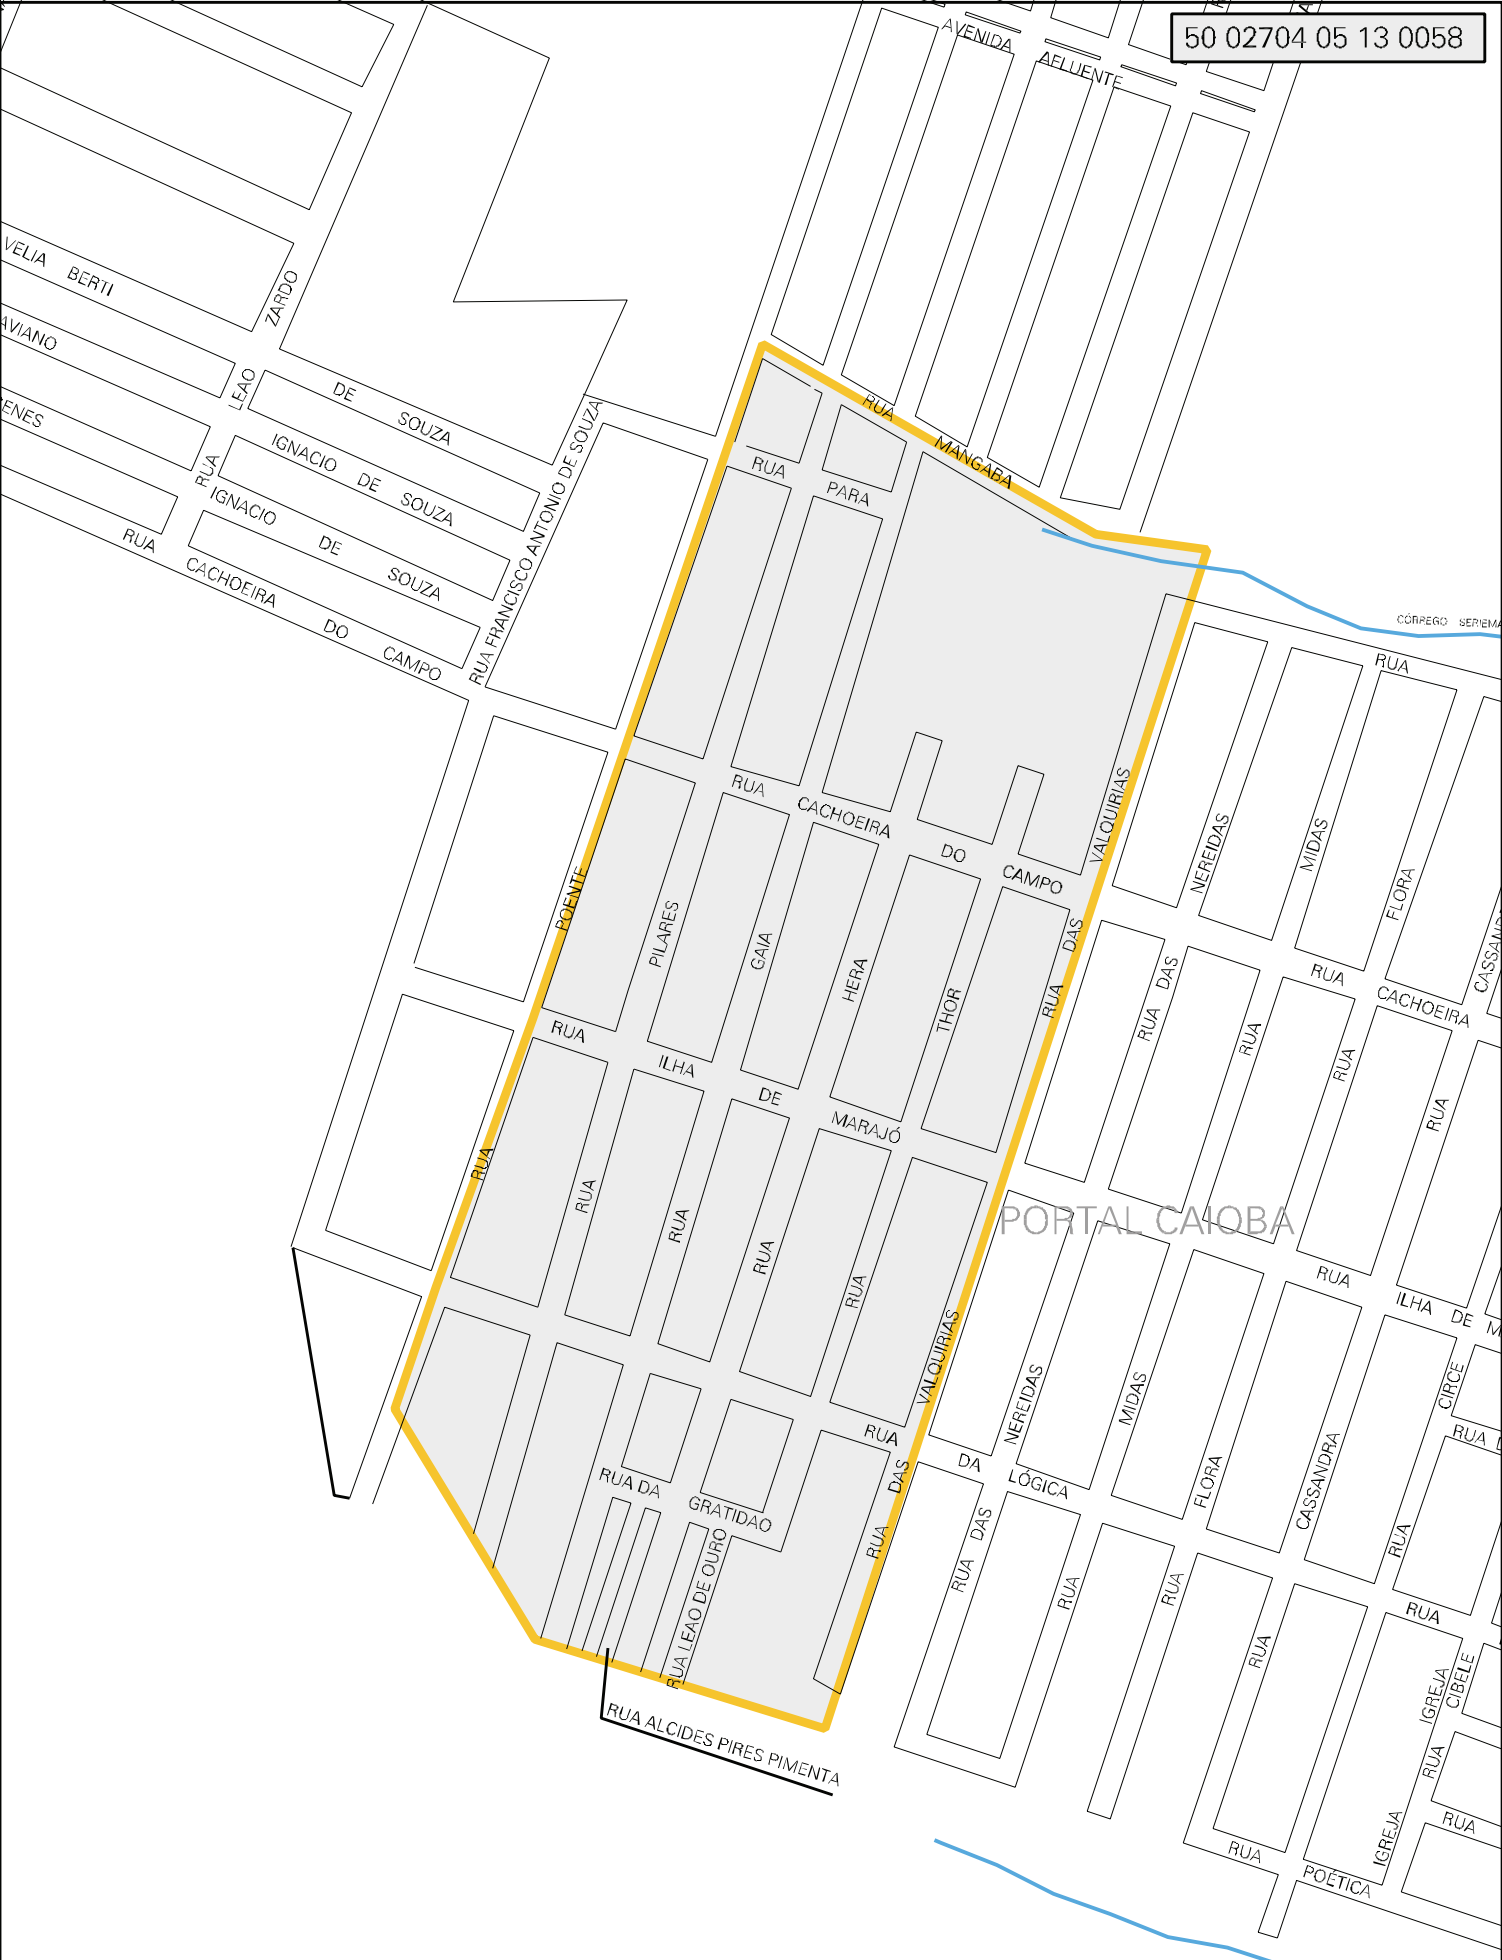 50 02704 05 13 0058
AVENIDA AFLUENTE
VELIA BERTI
ZARDO
LEAO
RUA
DE SOUZA
IGNACIO DE SOUZA
IGNACIO DE SOUZA
RUA CACHOEIRA DO CAMPO
RUA FRANCISCO ANTONIO DE SOUZA
RUA MANGABA
RUA PARA
CÓRREGO SERIEMA
RUA
RUA CACHOEIRA DO CAMPO
VALQUIRIAS
DAS
RUA
NEREIDAS
MIDAS
FLORA
POENTE
RUA
PILARES
RUA
GAIA
RUA
HERA
RUA
THOR
RUA
RUA DAS
RUA
RUA
RUA
RUA CACHOEIRA
RUA ILHA DE MARAJÓ
PORTAL CAIOBA
RUA ILHA DE
VALQUIRIAS
DAS
RUA
NEREIDAS
MIDAS
FLORA
CASSANDRA
CIRCE
RUA DA LÓGICA
RUA DA GRATIDAO
RUA LEAO DE OURO
RUA ALCIDES PIRES PIMENTA
RUA DAS
RUA
RUA
RUA
RUA
RUA
RUA
IGREJA
CIBELE
RUA
IGREJA
RUA
RUA POÉTICA